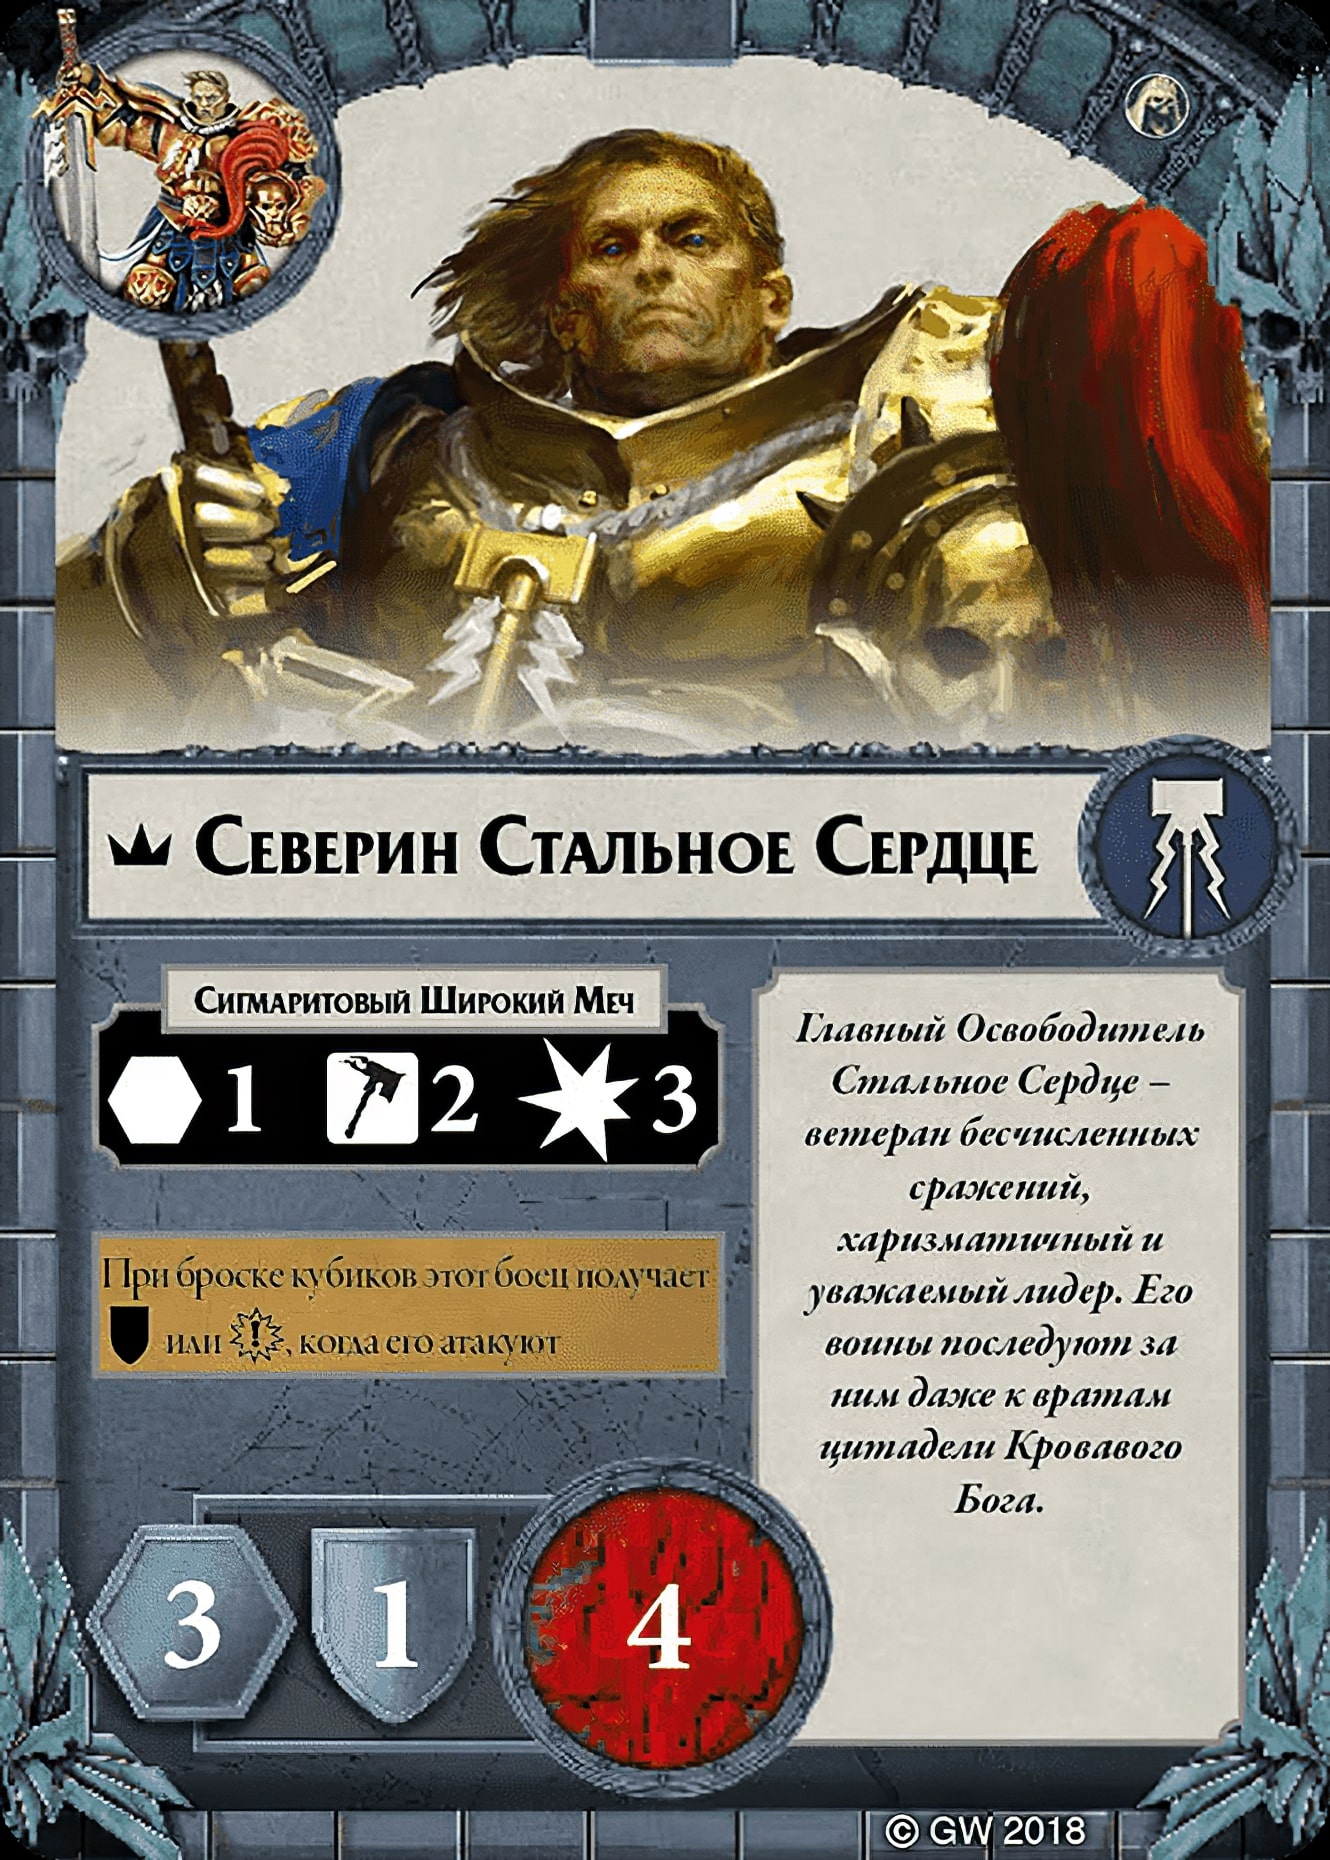 Северин Стальное Сердце
Сигмаритовый Широкий Меч
1 2 3
При броске кубиков этот боец получает
или , когда его атакуют
3 1 4
Главный Освободитель
Стальное Сердце –
ветеран бесчисленных
сражений,
харизматичный и
уважаемый лидер. Его
воины последуют за
ним даже к вратам
цитадели Кровавого
Бога.
© GW 2018